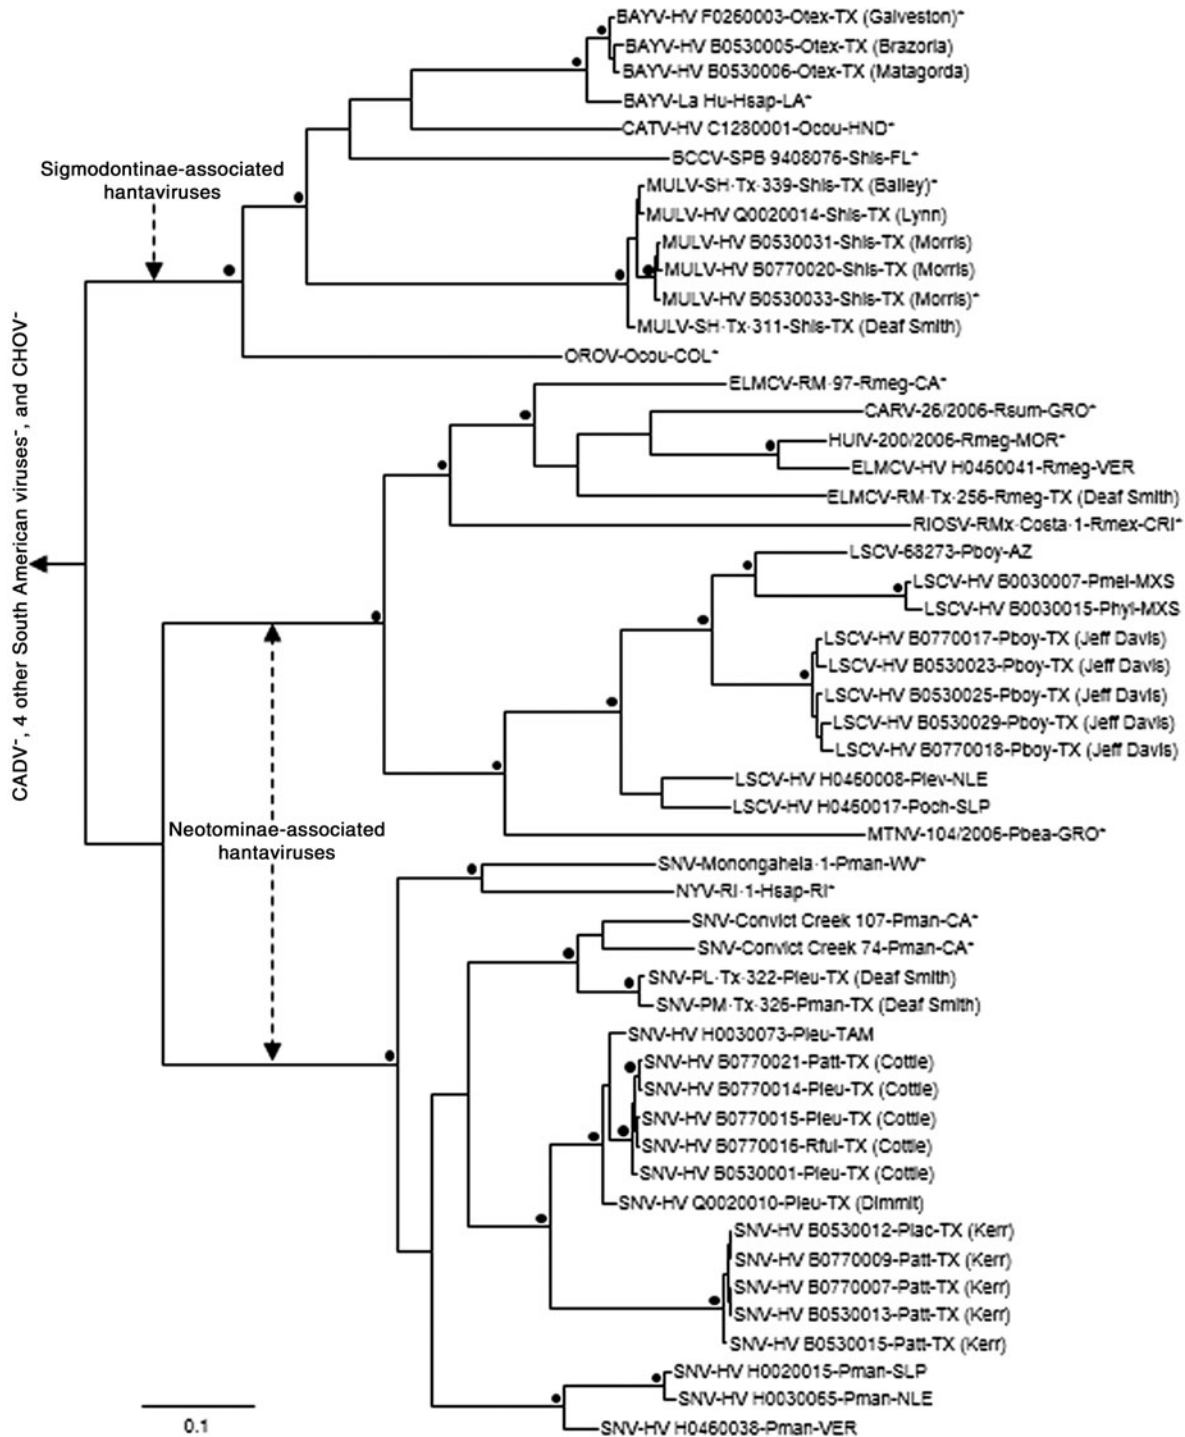 BAYV-HV F0260003-Otex-TX (Galveston)*
BAYV-HV B0530005-Otex-TX (Brazoria)
BAYV-HV B0530006-Otex-TX (Matagorda)
BAYV-La Hu-Hsap-LA*
CATV-HV C1280001-Ocou-HND*
BCCV-SPB 9408076-Shis-FL*
Sigmodontinae-associated
hantaviruses
MULV-SH·Tx·339-Shis-TX (Bailey)*
MULV-HV Q0020014-Shis-TX (Lynn)
MULV-HV B0530031-Shis-TX (Morris)
MULV-HV B0770020-Shis-TX (Morris)
MULV-HV B0530033-Shis-TX (Morris)*
MULV-SH·Tx·311-Shis-TX (Deaf Smith)
OROV-Ocou-COL*
CADV*, 4 other South American viruses*, and CHOV*
ELMCV-RM·97-Rmeg-CA*
CARV-26/2006-Rsum-GRO*
HUIV-200/2006-Rmeg-MOR*
ELMCV-HV H0460041-Rmeg-VER
ELMCV-RM·Tx·256-Rmeg-TX (Deaf Smith)
RIOSV-RMx·Costa·1-Rmex-CRI*
LSCV-68273-Pboy-AZ
LSCV-HV B0030007-Pmel-MXS
LSCV-HV B0030015-Phyl-MXS
LSCV-HV B0770017-Pboy-TX (Jeff Davis)
LSCV-HV B0530023-Pboy-TX (Jeff Davis)
LSCV-HV B0530025-Pboy-TX (Jeff Davis)
LSCV-HV B0530029-Pboy-TX (Jeff Davis)
LSCV-HV B0770018-Pboy-TX (Jeff Davis)
LSCV-HV H0460008-Plev-NLE
LSCV-HV H0460017-Poch-SLP
MTNV-104/2006-Pbea-GRO*
Neotominae-associated
hantaviruses
SNV-Monongahela·1-Pman-WV*
NYV-RI·1-Hsap-RI*
SNV-Convict Creek 107-Pman-CA*
SNV-Convict Creek 74-Pman-CA*
SNV-PL·Tx·322-Pleu-TX (Deaf Smith)
SNV-PM·Tx·326-Pman-TX (Deaf Smith)
SNV-HV H0030073-Pleu-TAM
SNV-HV B0770021-Patt-TX (Cottle)
SNV-HV B0770014-Pleu-TX (Cottle)
SNV-HV B0770015-Pleu-TX (Cottle)
SNV-HV B0770016-Rful-TX (Cottle)
SNV-HV B0530001-Pleu-TX (Cottle)
SNV-HV Q0020010-Pleu-TX (Dimmit)
SNV-HV B0530012-Plac-TX (Kerr)
SNV-HV B0770009-Patt-TX (Kerr)
SNV-HV B0770007-Patt-TX (Kerr)
SNV-HV B0530013-Patt-TX (Kerr)
SNV-HV B0530015-Patt-TX (Kerr)
SNV-HV H0020015-Pman-SLP
SNV-HV H0030065-Pman-NLE
SNV-HV H0460038-Pman-VER
0.1